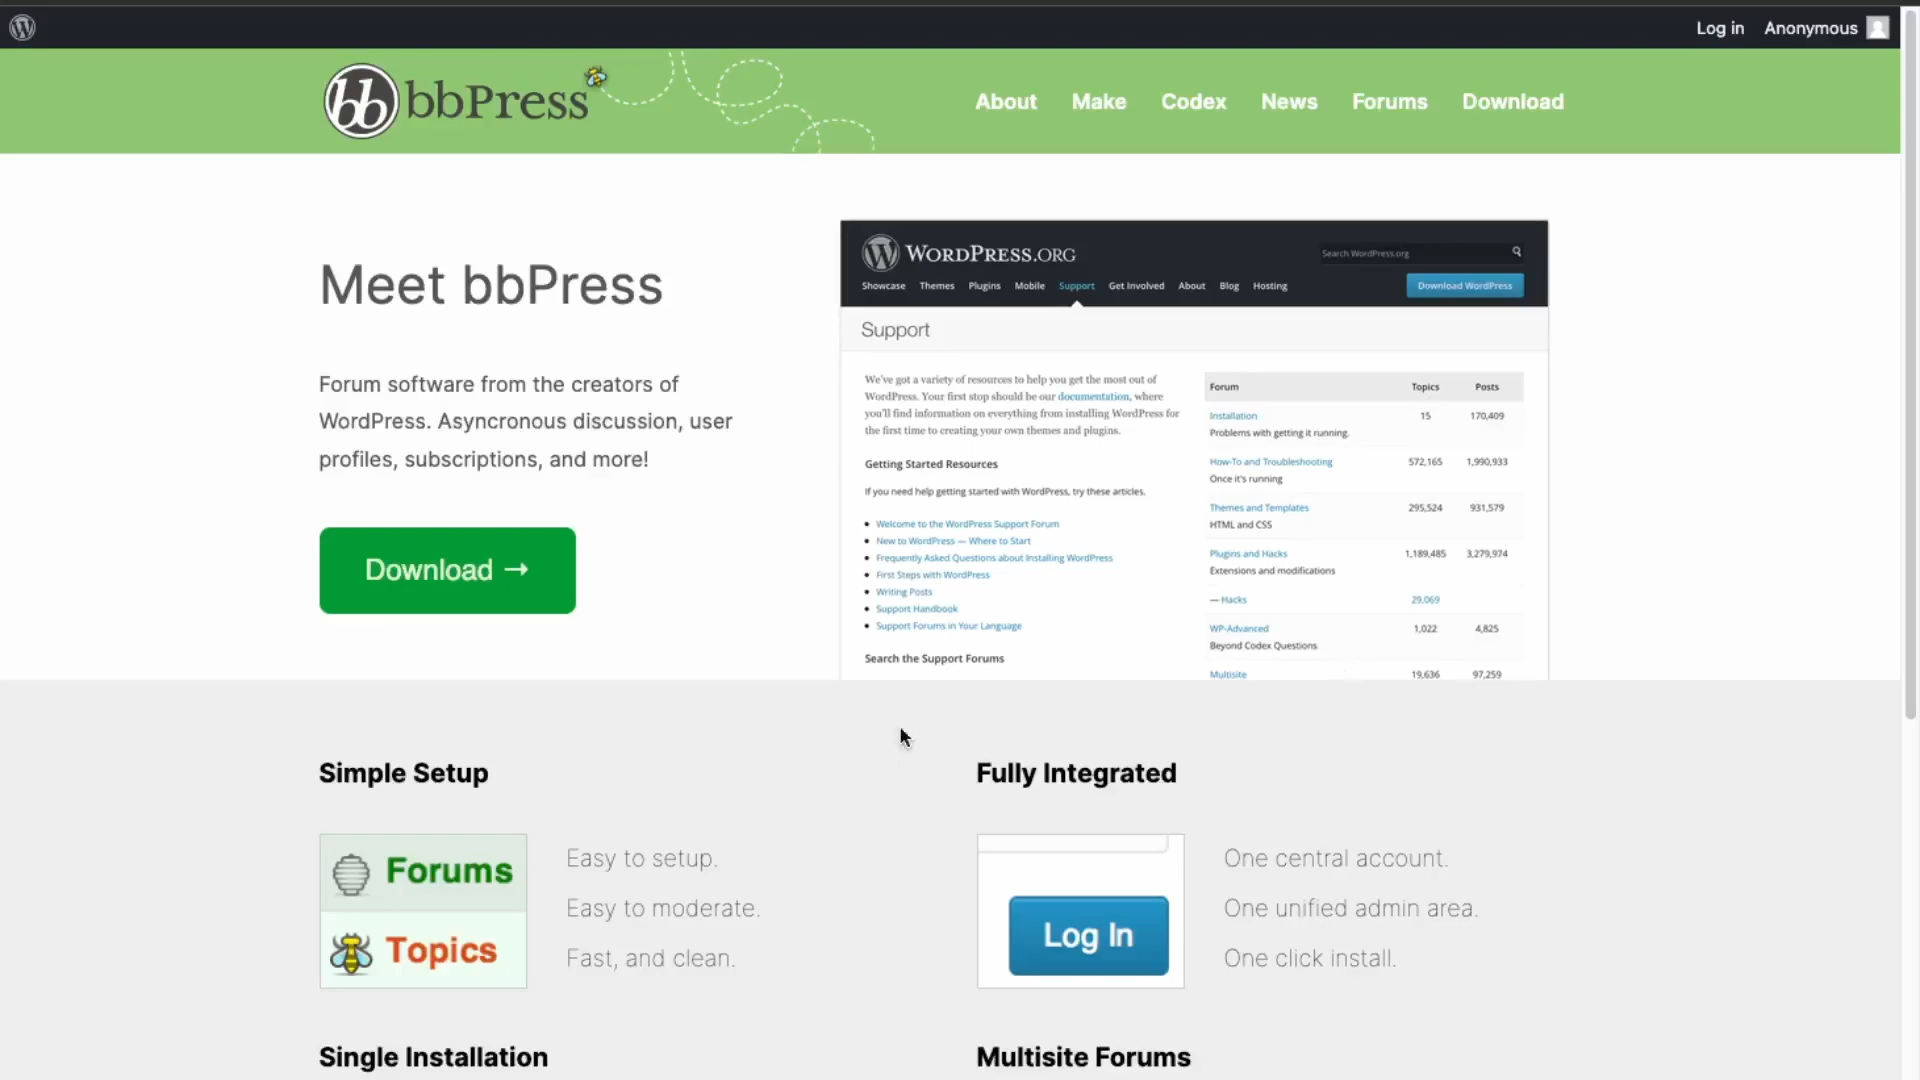 Log in
Anonymous
bb bbPress
About
Make
Codex
News
Forums
Download
Meet bbPress
Forum software from the creators of
WordPress. Asyncronous discussion, user
profiles, subscriptions, and more!
Download →
WORDPRESS.ORG
Search WordPress.org
Showcase
Themes
Plugins
Mobile
Support
Get Involved
About
Blog
Hosting
Download WordPress
Support
We've got a variety of resources to help you get the most out of
WordPress. Your first stop should be our documentation, where
you'll find information on everything from installing WordPress for
the first time to creating your own themes and plugins.
Getting Started Resources
If you need help getting started with WordPress, try these articles.
• Welcome to the WordPress Support Forum
• New to WordPress — Where to Start
• Frequently Asked Questions about Installing WordPress
• First Steps with WordPress
• Writing Posts
• Support Handbook
• Support Forums in Your Language
Search the Support Forums
Forum Topics Posts
Installation 15 170,409
Problems with getting it running.
How-To and Troubleshooting 572,165 1,990,933
Once it's running
Themes and Templates 295,524 931,579
HTML and CSS
Plugins and Hacks 1,189,485 3,279,974
Extensions and modifications
— Hacks 29,069
WP-Advanced 1,022 4,825
Beyond Codex Questions
Multisite 19,636 97,259
Simple Setup
Forums
Topics
Easy to setup.
Easy to moderate.
Fast, and clean.
Fully Integrated
Log In
One central account.
One unified admin area.
One click install.
Single Installation
Multisite Forums